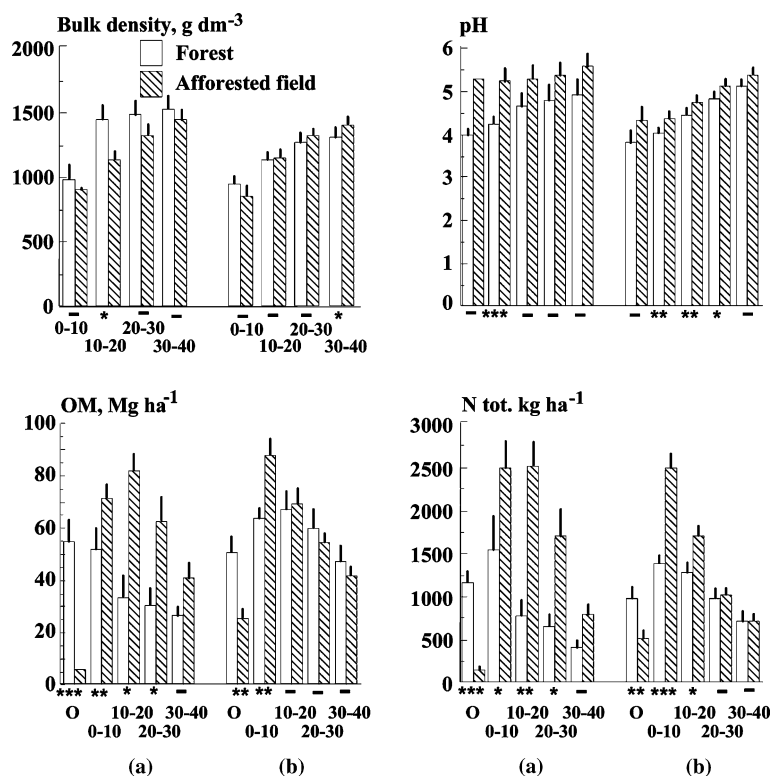 Bulk density, g dm⁻³
Forest
Afforested field
2000
1500
1000
500
0
– * – –
– – – *
0-10 20-30
10-20 30-40
0-10 20-30
10-20 30-40
pH
6
5
4
3
2
1
0
– *** – – –
– ** ** * –
OM, Mg ha⁻¹
100
80
60
40
20
0
*** ** * * –
** ** – – –
O 10-20 30-40
0-10 20-30
O 10-20 30-40
0-10 20-30
(a) (b)
N tot. kg ha⁻¹
3000
2500
2000
1500
1000
500
0
*** * ** * –
** *** * – –
O 10-20 30-40
0-10 20-30
O 10-20 30-40
0-10 20-30
(a) (b)